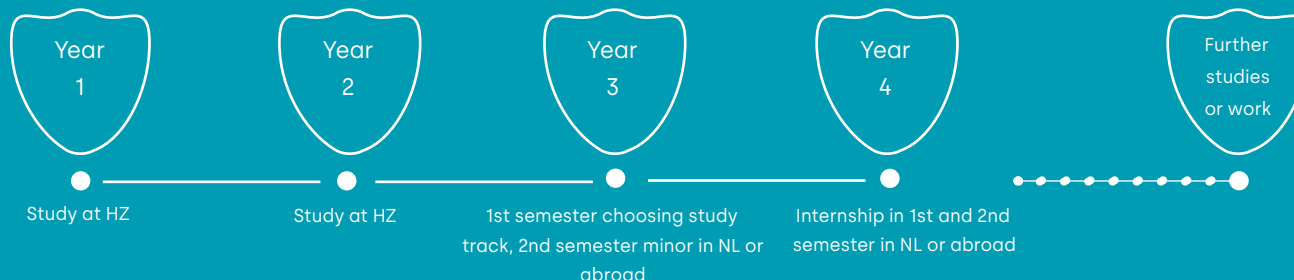 Year
1
Year
2
Year
3
Year
4
Further
studies
or work
Study at HZ
Study at HZ
1st semester choosing study
track, 2nd semester minor in NL or
abroad
Internship in 1st and 2nd
semester in NL or abroad